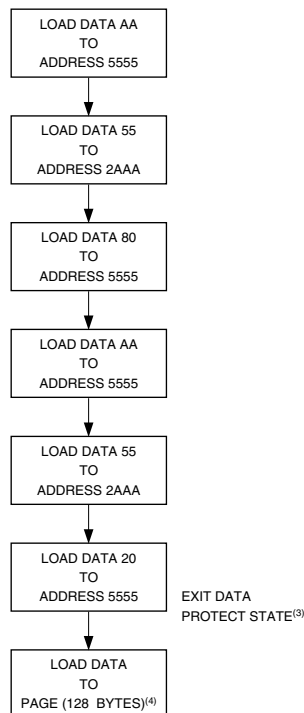 LOAD DATA AA
TO
ADDRESS 5555
LOAD DATA 55
TO
ADDRESS 2AAA
LOAD DATA 80
TO
ADDRESS 5555
LOAD DATA AA
TO
ADDRESS 5555
LOAD DATA 55
TO
ADDRESS 2AAA
LOAD DATA 20
TO
ADDRESS 5555
EXIT DATA
PROTECT STATE(3)
LOAD DATA
TO
PAGE (128 BYTES)(4)